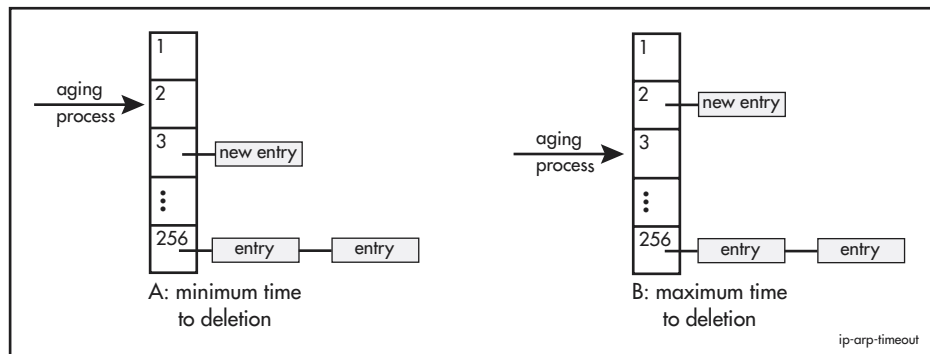 1
aging
process
2
3
new entry
⋮
256
entry
entry
A: minimum time
to deletion
1
2
new entry
aging
process
3
⋮
256
entry
entry
B: maximum time
to deletion
ip-arp-timeout